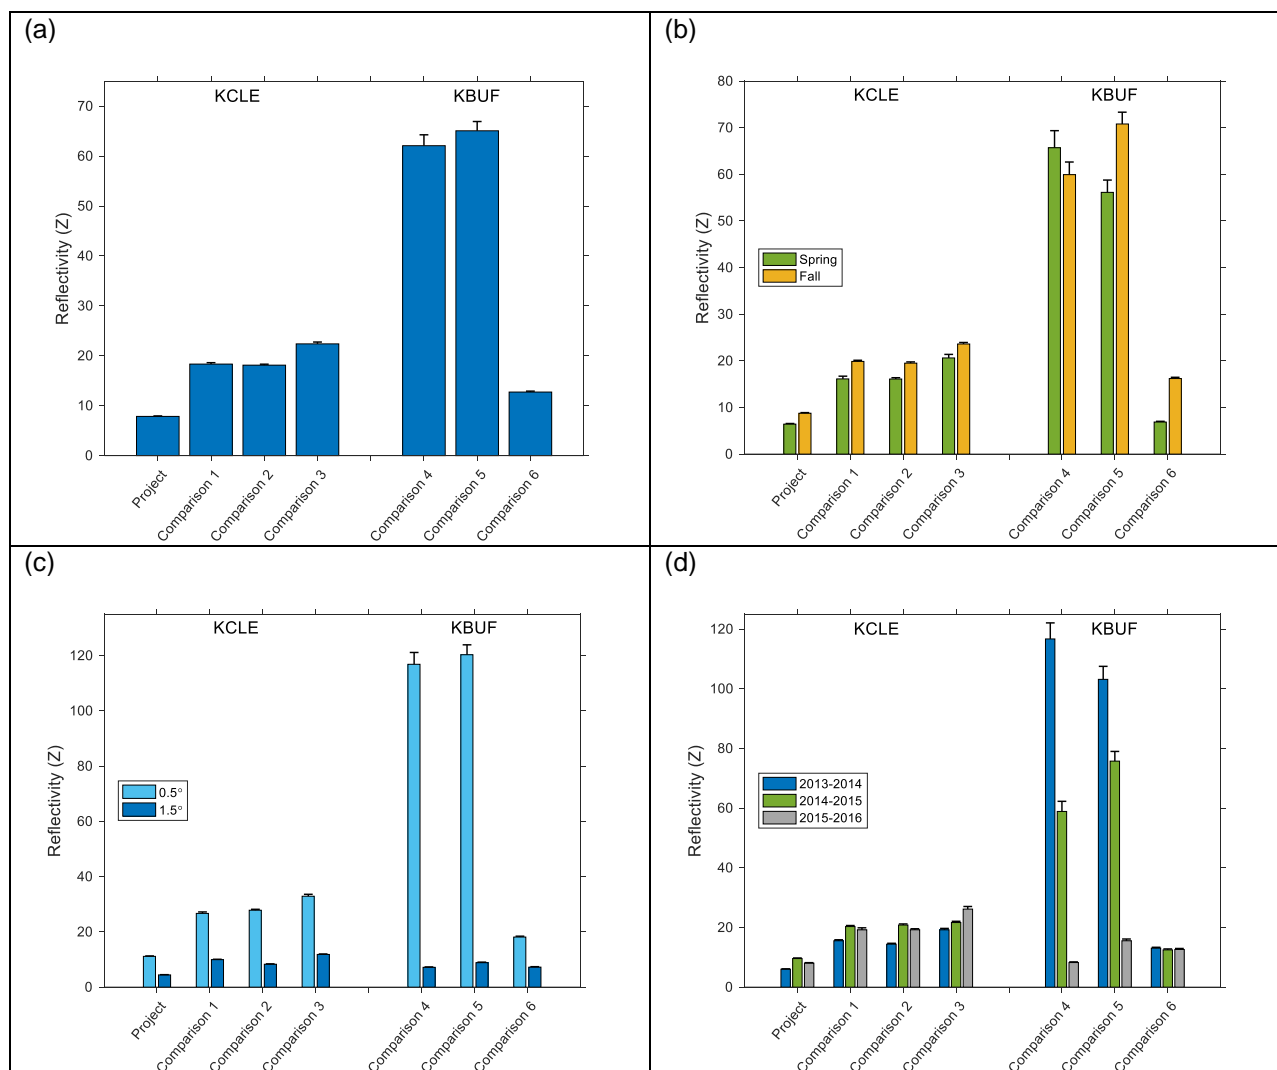 (a)
KCLE KBUF
70
60
50
40
30
20
10
0
Reflectivity (Z)
Project
Comparison 1
Comparison 2
Comparison 3
Comparison 4
Comparison 5
Comparison 6
(b)
KCLE KBUF
80
70
60
50
40
30
20
10
0
Reflectivity (Z)
Spring
Fall
Project
Comparison 1
Comparison 2
Comparison 3
Comparison 4
Comparison 5
Comparison 6
(c)
KCLE KBUF
120
100
80
60
40
20
0
Reflectivity (Z)
0.5°
1.5°
Project
Comparison 1
Comparison 2
Comparison 3
Comparison 4
Comparison 5
Comparison 6
(d)
KCLE KBUF
120
100
80
60
40
20
0
Reflectivity (Z)
2013-2014
2014-2015
2015-2016
Project
Comparison 1
Comparison 2
Comparison 3
Comparison 4
Comparison 5
Comparison 6